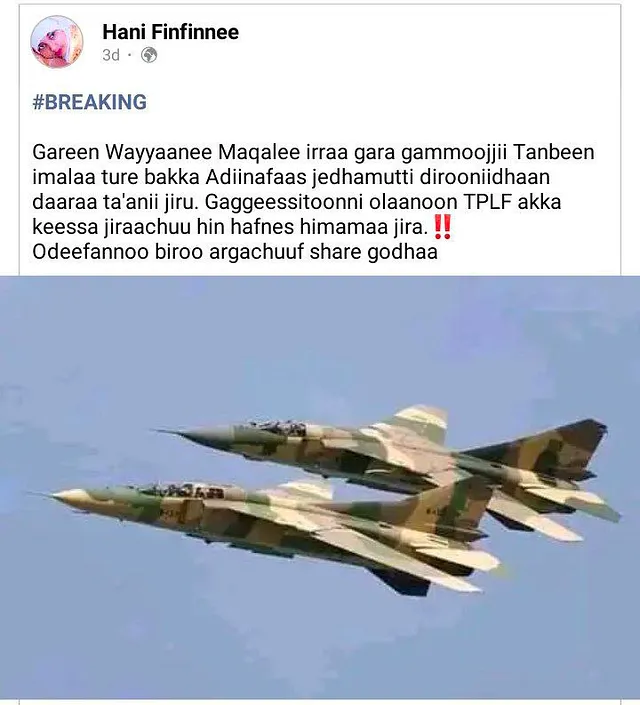 Hani Finfinnee
3d ·
#BREAKING
Gareen Wayyaanee Maqalee irraa gara gammoojjii Tanbeen
imalaa ture bakka Adiinafaas jedhamutti dirooniidhaan
daaraa ta'anii jiru. Gaggeessitoonni olaanoon TPLF akka
keessa jiraachuu hin hafnes himamaa jira.‼️
Odeefannoo biroo argachuuf share godhaa